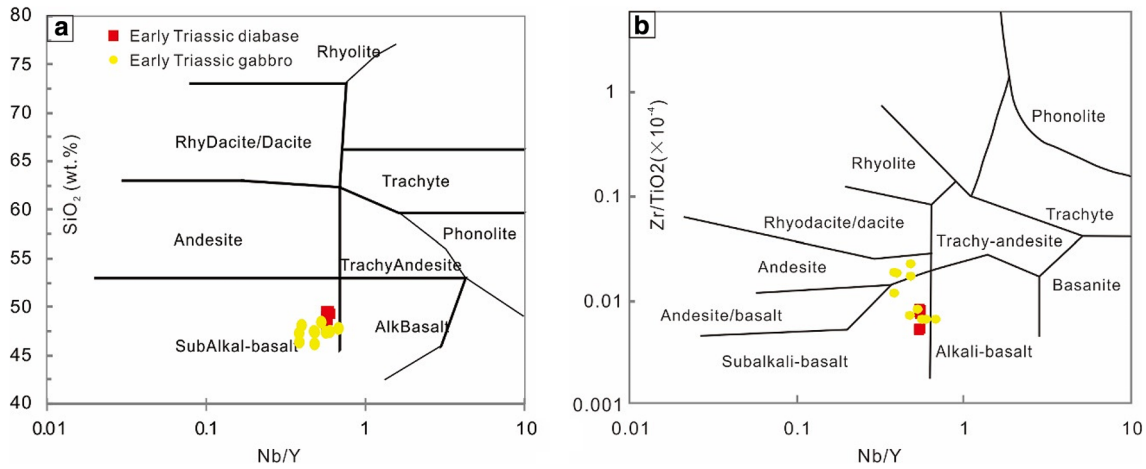 a
Early Triassic diabase
Early Triassic gabbro
80
75
70
65
60
55
50
45
40
SiO₂ (wt.%)
Rhyolite
RhyDacite/Dacite
Trachyte
Andesite
Phonolite
TrachyAndesite
AlkBasalt
SubAlkal-basalt
0.01
0.1
1
10
Nb/Y
b
1
0.1
0.01
0.001
Zr/TiO2(×10⁻⁴)
Phonolite
Rhyolite
Trachyte
Rhyodacite/dacite
Trachy-andesite
Andesite
Basanite
Andesite/basalt
Alkali-basalt
Subalkali-basalt
0.01
0.1
1
10
Nb/Y